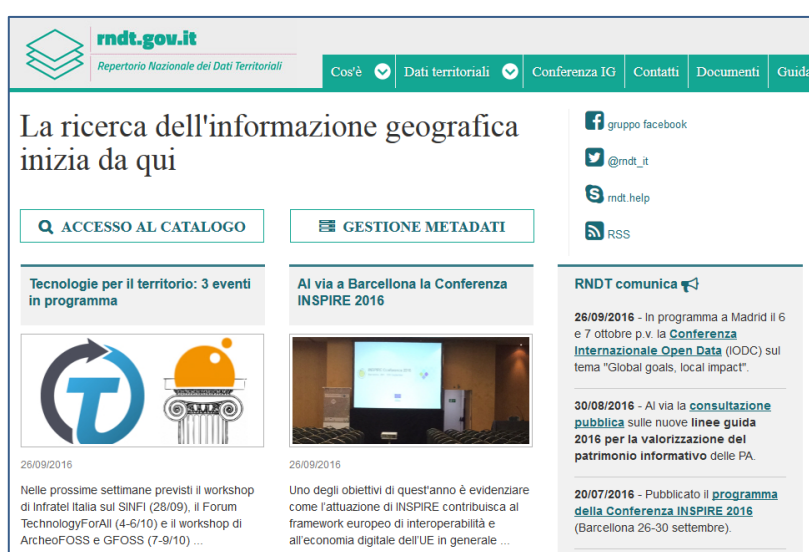 rndt.gov.it
Repertorio Nazionale dei Dati Territoriali
Cos'è
Dati territoriali
Conferenza IG
Contatti
Documenti
Guida
La ricerca dell'informazione geografica
inizia da qui
gruppo facebook
@rndt_it
rndt.help
RSS
ACCESSO AL CATALOGO
GESTIONE METADATI
Tecnologie per il territorio: 3 eventi
in programma
26/09/2016
Nelle prossime settimane previsti il workshop
di Infratel Italia sul SINFI (28/09), il Forum
TechnologyForAll (4-6/10) e il workshop di
ArcheoFOSS e GFOSS (7-9/10) ...
Al via a Barcellona la Conferenza
INSPIRE 2016
26/09/2016
Uno degli obiettivi di quest'anno è evidenziare
come l'attuazione di INSPIRE contribuisca al
framework europeo di interoperabilità e
all'economia digitale dell'UE in generale ...
RNDT comunica
26/09/2016 - In programma a Madrid il 6
e 7 ottobre p.v. la Conferenza
Internazionale Open Data (IODC) sul
tema "Global goals, local impact".
30/08/2016 - Al via la consultazione
pubblica sulle nuove linee guida
2016 per la valorizzazione del
patrimonio informativo delle PA.
20/07/2016 - Pubblicato il programma
della Conferenza INSPIRE 2016
(Barcellona 26-30 settembre).